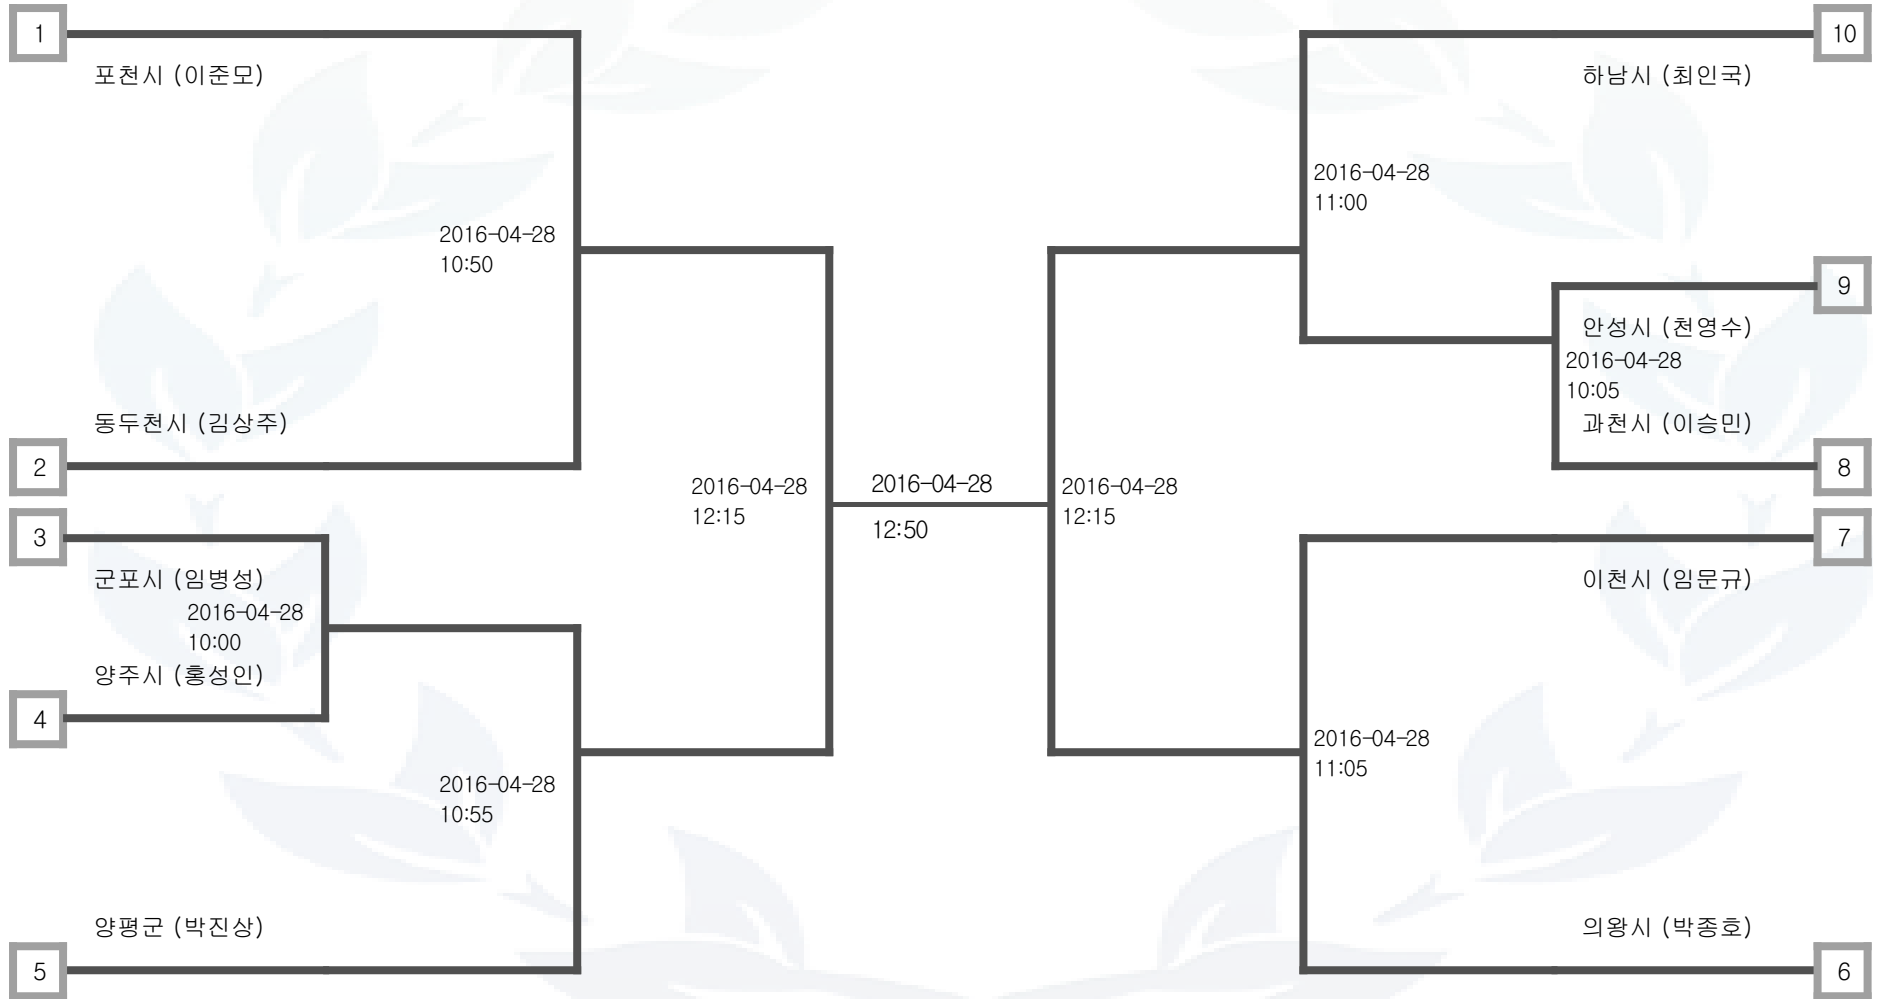 1
포천시 (이준모)
2016-04-28
10:50
동두천시 (김상주)
2
3
군포시 (임병성)
2016-04-28
10:00
양주시 (홍성인)
4
2016-04-28
10:55
양평군 (박진상)
5
2016-04-28
12:15
2016-04-28
12:50
2016-04-28
12:15
10
하남시 (최인국)
2016-04-28
11:00
9
안성시 (천영수)
2016-04-28
10:05
과천시 (이승민)
8
7
이천시 (임문규)
2016-04-28
11:05
의왕시 (박종호)
6